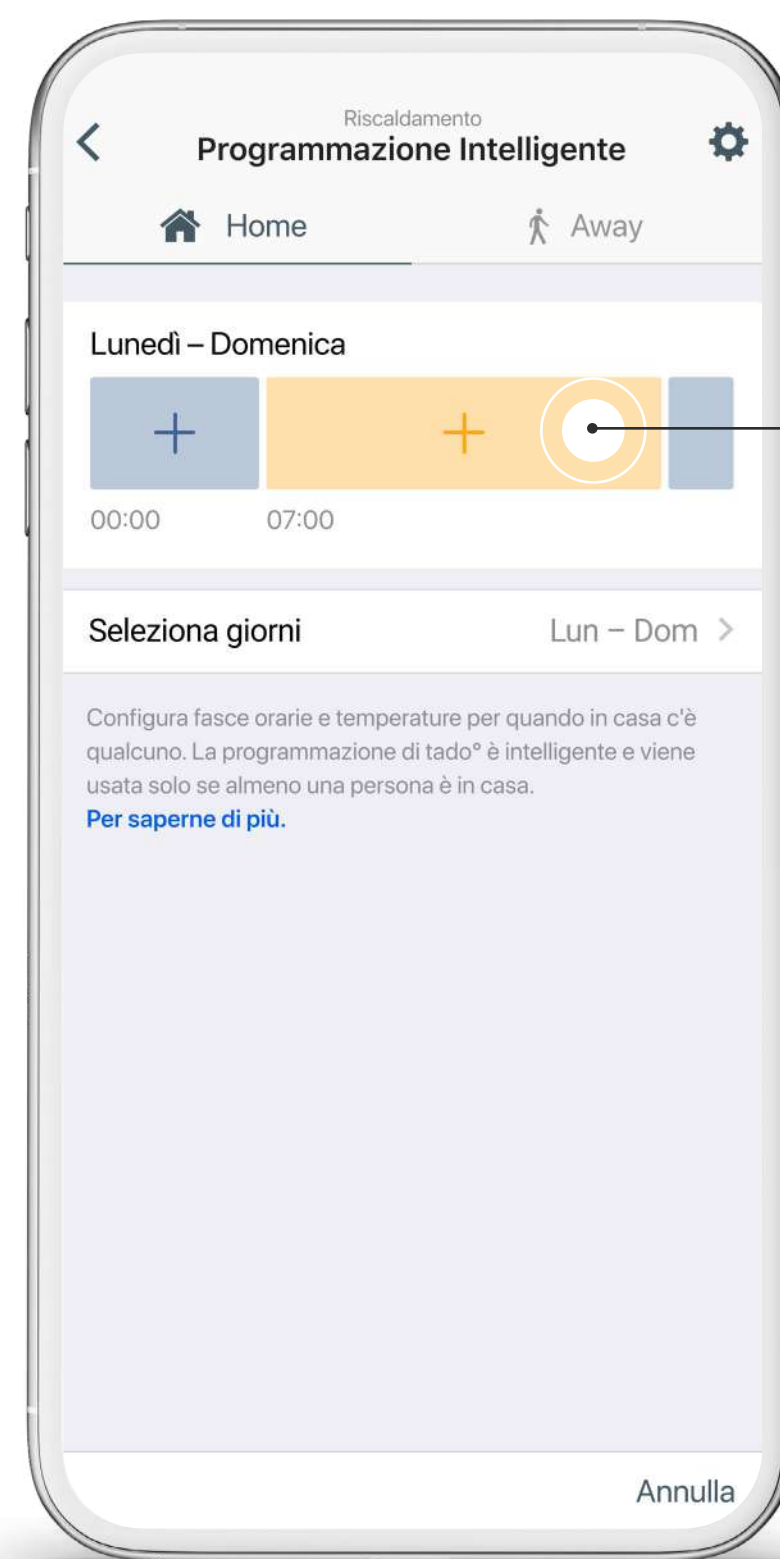 Riscaldamento
Programmazione Intelligente
Home
Away
Lunedì – Domenica
00:00
07:00
Seleziona giorni
Lun – Dom
Configura fasce orarie e temperature per quando in casa c'è
qualcuno. La programmazione di tado° è intelligente e viene
usata solo se almeno una persona è in casa.
Per saperne di più.
Annulla